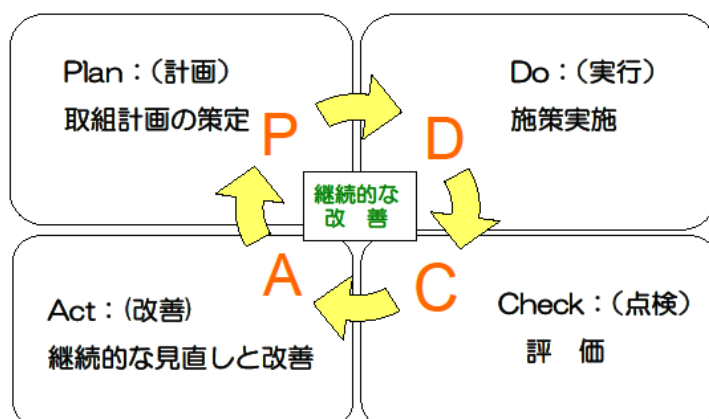 Plan：（計画）
取組計画の策定
P
Do：（実行）
施策実施
D
継続的な
改　善
Act：(改善)
継続的な見直しと改善
A
Check：（点検）
評　価
C